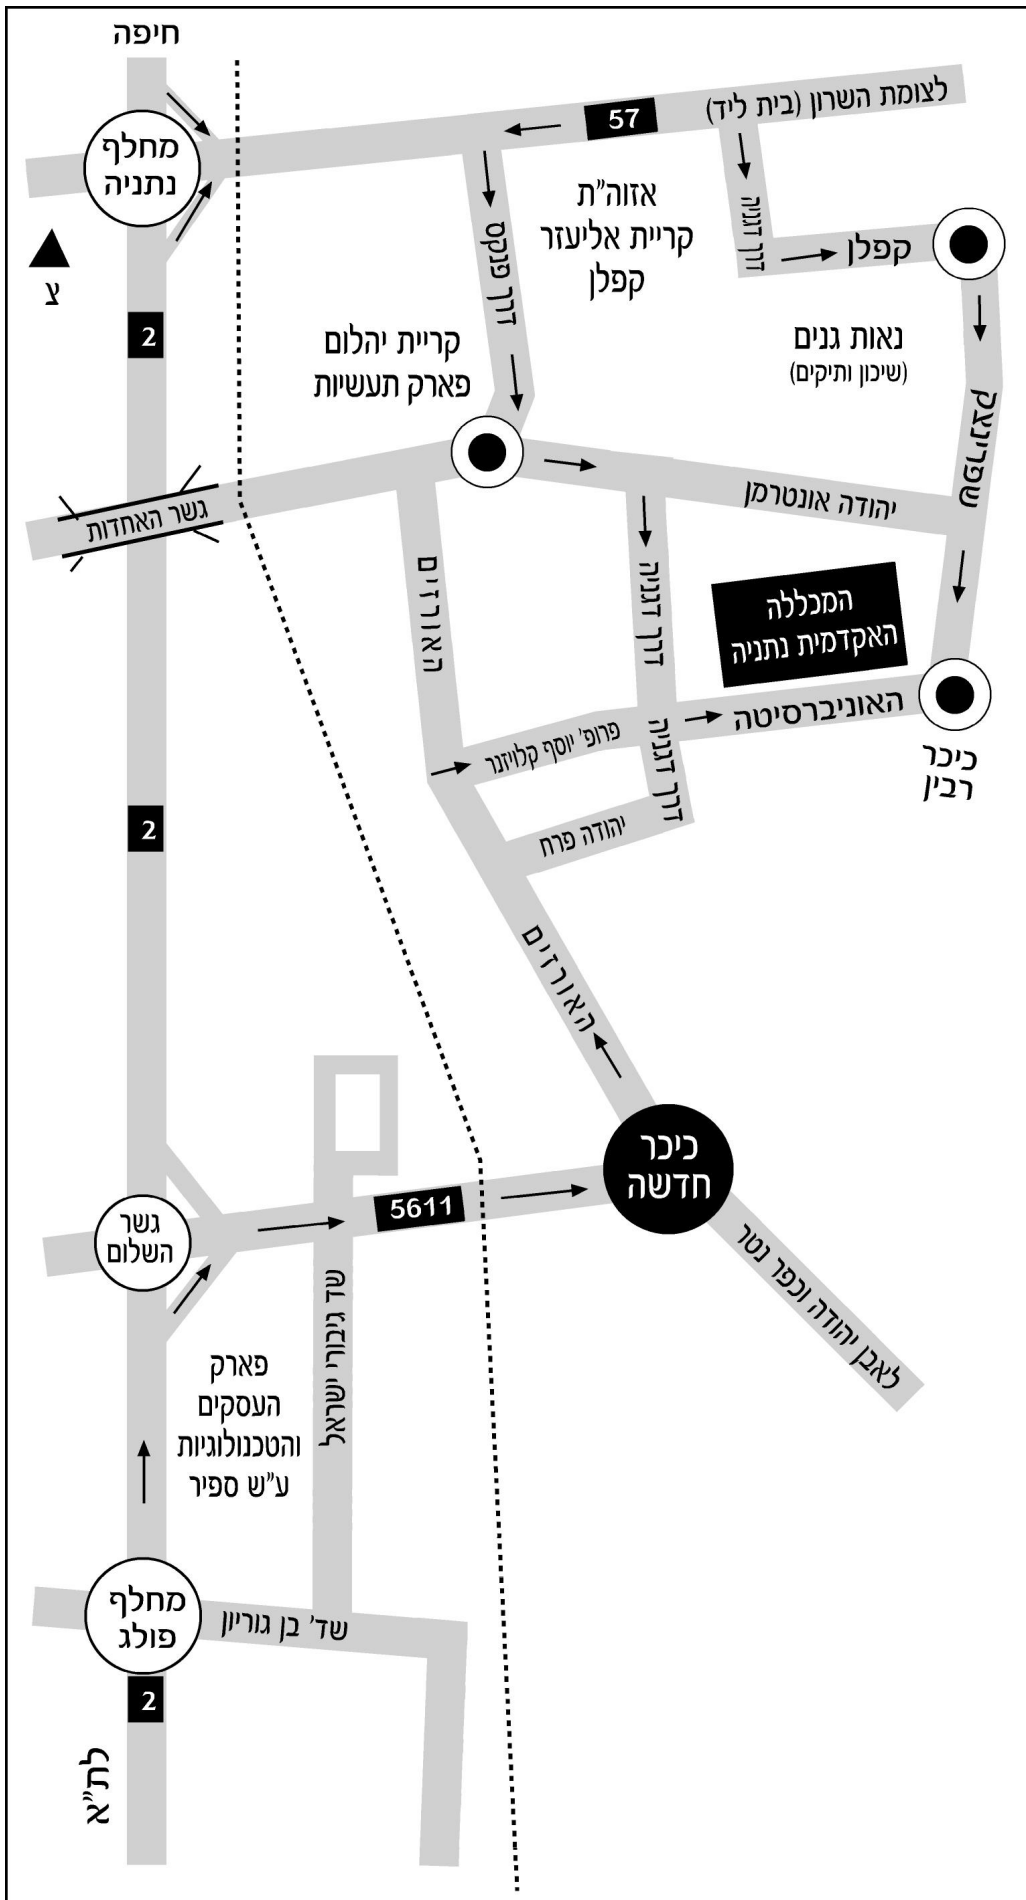 חיפה
לצומת השרון (בית ליד)
57
מחלף
נתניה
צ
2
דרך פנקס
אזוה"ת
קריית אליעזר
קפלן
דרך דגניה
קפלן
קריית יהלום
פארק תעשיות
נאות גנים
(שיכון ותיקים)
שפרינצק
גשר האחדות
יהודה אונטרמן
האורזים
דרך דגניה
המכללה
האקדמית נתניה
האוניברסיטה
פרופ' יוסף קלויזנר
דרך דגניה
כיכר
רבין
2
יהודה פרח
האורזים
כיכר
חדשה
5611
גשר
השלום
לאבן יהודה וכפר נטר
שד גיבורי ישראל
פארק
העסקים
והטכנולוגיות
ע"ש ספיר
מחלף
פולג
שד' בן גוריון
2
לת"א